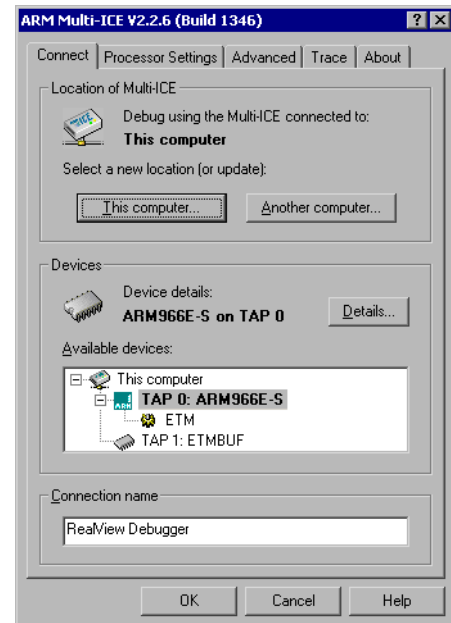 ARM Multi-ICE V2.2.6 (Build 1346)
Connect Processor Settings Advanced Trace About
Location of Multi-ICE
Debug using the Multi-ICE connected to:
This computer
Select a new location (or update):
This computer... Another computer...
Devices
Device details:
ARM966E-S on TAP 0
Details...
Available devices:
This computer
TAP 0: ARM966E-S
ETM
TAP 1: ETMBUF
Connection name
RealView Debugger
OK Cancel Help